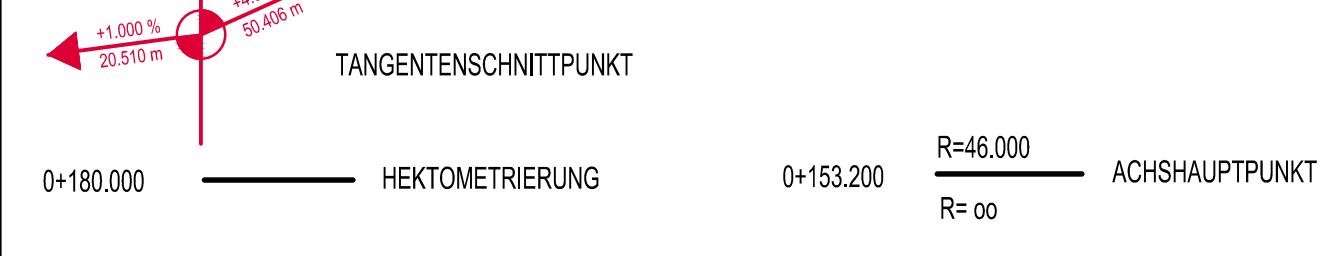 +1.000 %
20.510 m
50.406 m
TANGENTENSCHNITTPUNKT
0+180.000
HEKTOMETRIERUNG
0+153.200
R=46.000
R= oo
ACHSHAUPTPUNKT